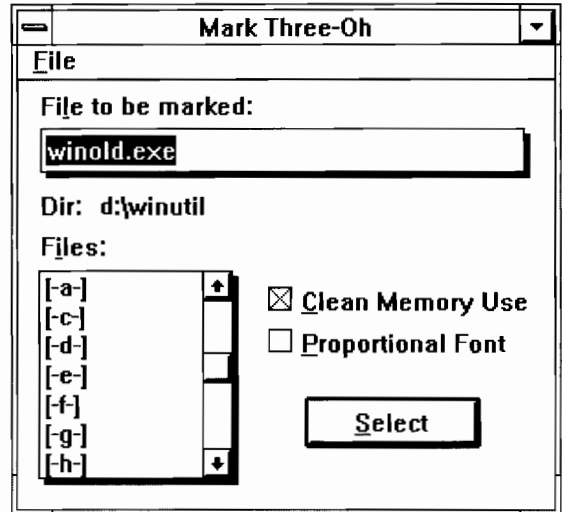 Mark Three-Oh
File
File to be marked:
winold.exe
Dir: d:\winutil
Files:
[-a-]
[-c-]
[-d-]
[-e-]
[-f-]
[-g-]
[-h-]
Clean Memory Use
Proportional Font
Select